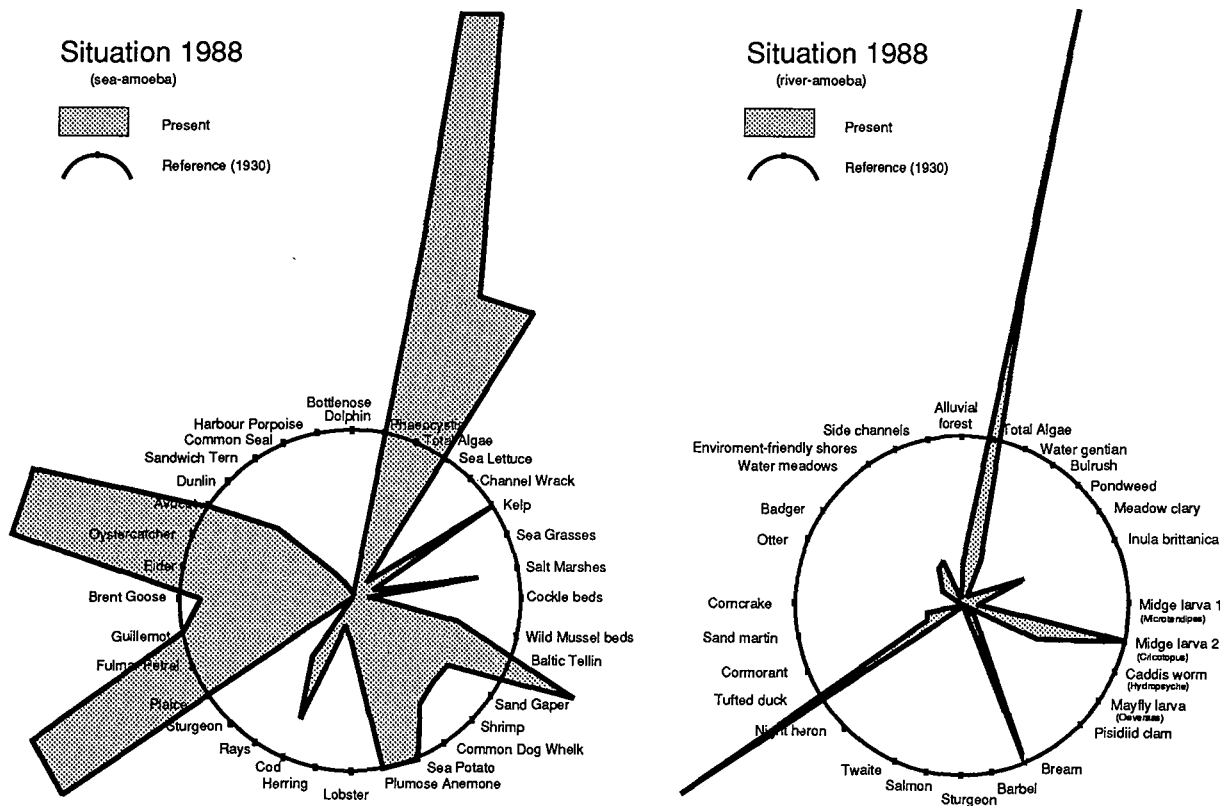 Situation 1988
(sea-amoeba)
Present
Reference (1930)
Bottlenose
Dolphin
Phaeocystis
Total Algae
Sea Lettuce
Channel Wrack
Kelp
Sea Grasses
Salt Marshes
Cockle beds
Wild Mussel beds
Baltic Tellin
Sand Gaper
Shrimp
Common Dog Whelk
Sea Potato
Plumose Anemone
Lobster
Herring
Cod
Rays
Sturgeon
Plaice
Fulmar Petrel
Guillemot
Brent Goose
Eider
Oystercatcher
Avocet
Dunlin
Sandwich Tern
Common Seal
Harbour Porpoise
Situation 1988
(river-amoeba)
Present
Reference (1930)
Alluvial
forest
Total Algae
Water gentian
Bulrush
Pondweed
Meadow clary
Inula brittanica
Midge larva 1
(Microtendipes)
Midge larva 2
(Cricotopus)
Caddis worm
(Hydropsyche)
Mayfly larva
Pisidiid clam
Bream
Barbel
Sturgeon
Salmon
Twaite
Night heron
Tufted duck
Cormorant
Sand martin
Corncrake
Otter
Badger
Water meadows
Enviroment-friendly shores
Side channels